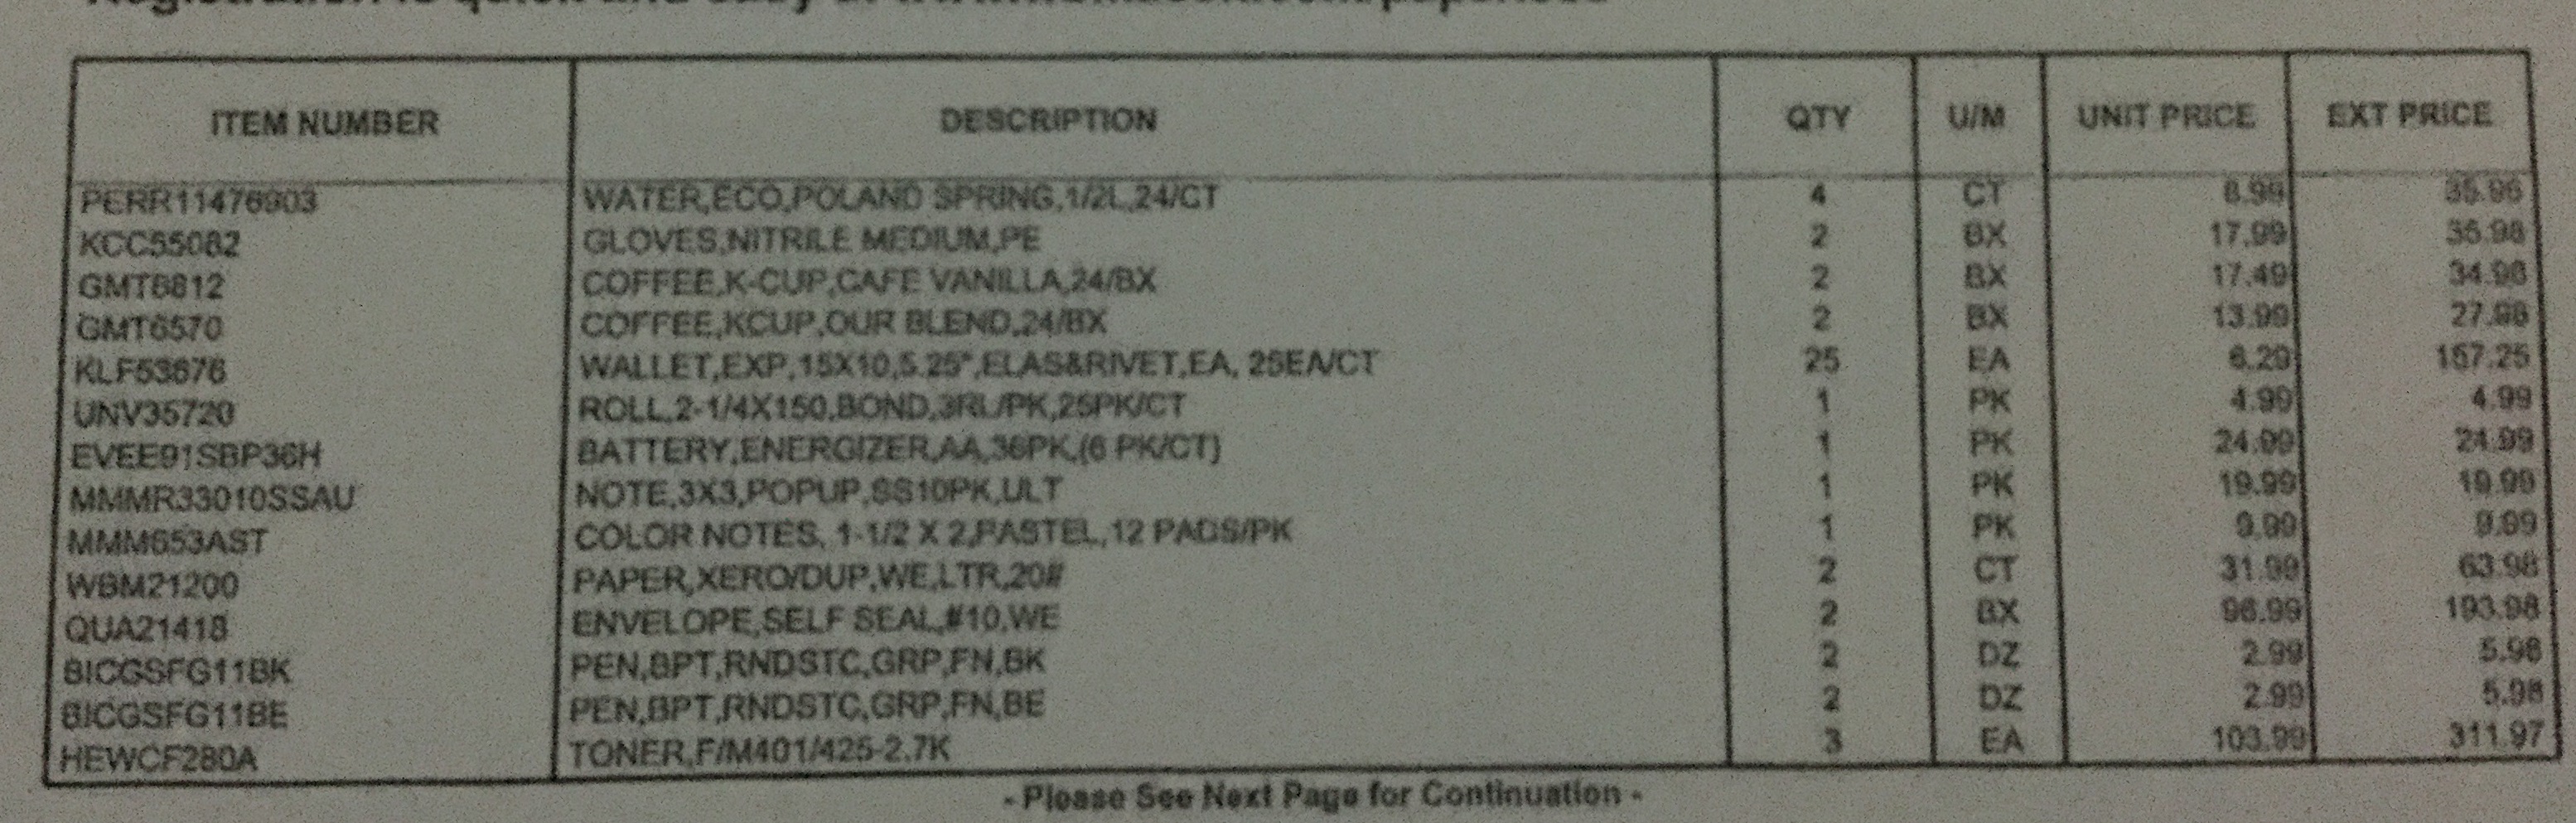 ITEM NUMBER DESCRIPTION QTY U/M UNIT PRICE EXT PRICE
PERR11476903 WATER,ECO,POLAND SPRING,1/2L,24/CT 4 CT 8.99 35.96
KCC55082 GLOVES,NITRILE MEDIUM,PE 2 BX 17.99 35.98
GMT6812 COFFEE,K-CUP,CAFE VANILLA,24/BX 2 BX 17.49 34.98
GMT6570 COFFEE,KCUP,OUR BLEND,24/BX 2 BX 13.99 27.98
KLF53676 WALLET,EXP,15X10,5.25",ELAS&RIVET,EA, 25EA/CT 25 EA 6.29 157.25
UNV35720 ROLL,2-1/4X150,BOND,3RL/PK,25PK/CT 1 PK 4.99 4.99
EVEE91SBP36H BATTERY,ENERGIZER,AA,36PK,(6 PK/CT) 1 PK 24.99 24.99
MMMR33010SSAU NOTE,3X3,POPUP,SS10PK,ULT 1 PK 19.99 19.99
MMM653AST COLOR NOTES, 1-1/2 X 2,PASTEL,12 PADS/PK 1 PK 9.99 9.99
WBM21200 PAPER,XERO/DUP,WE,LTR,20# 2 CT 31.99 63.98
QUA21418 ENVELOPE,SELF SEAL,#10,WE 2 BX 96.99 193.98
BICGSFG11BK PEN,BPT,RNDSTC,GRP,FN,BK 2 DZ 2.99 5.98
BICGSFG11BE PEN,BPT,RNDSTC,GRP,FN,BE 2 DZ 2.99 5.98
HEWCF280A TONER,F/M401/425-2.7K 3 EA 103.99 311.97
- Please See Next Page for Continuation -